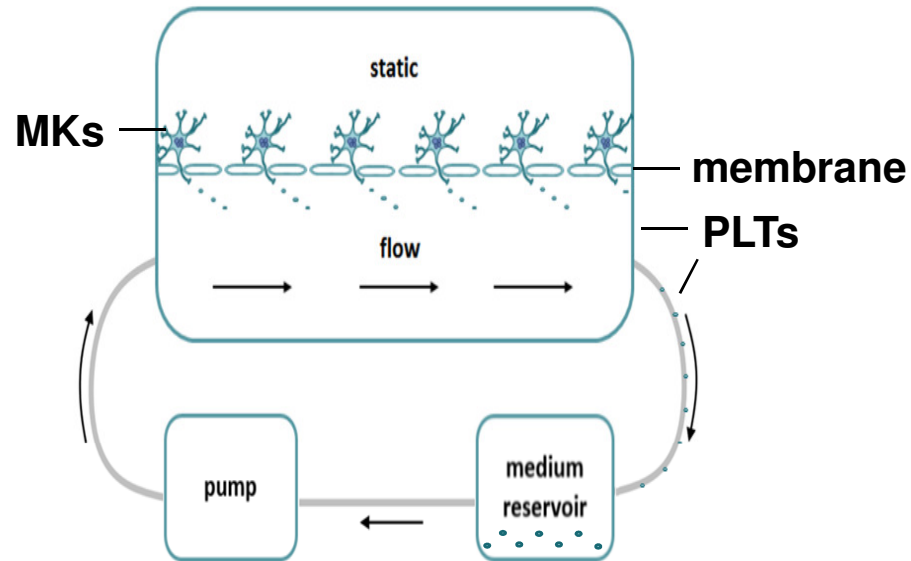 static
MKs
membrane
PLTs
flow
pump
medium
reservoir